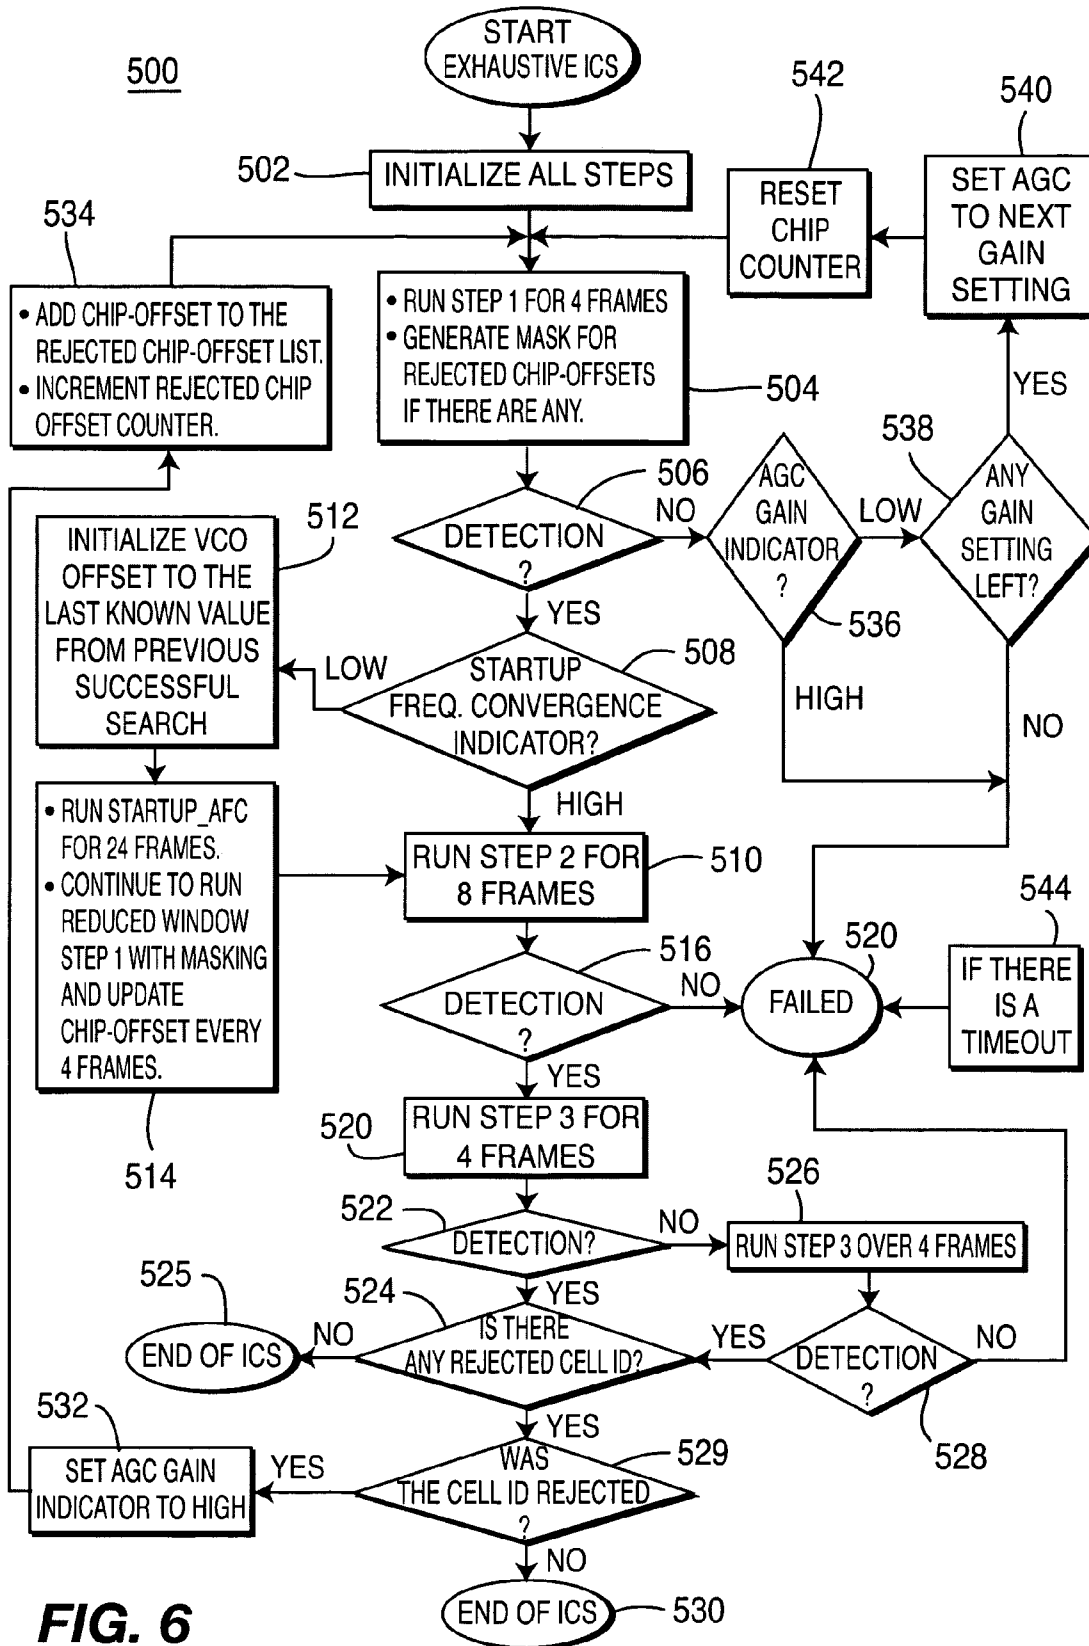 START
EXHAUSTIVE ICS
500
542
540
502
INITIALIZE ALL STEPS
RESET
CHIP
COUNTER
SET AGC
TO NEXT
GAIN
SETTING
534
• ADD CHIP-OFFSET TO THE
REJECTED CHIP-OFFSET LIST.
• INCREMENT REJECTED CHIP
OFFSET COUNTER.
• RUN STEP 1 FOR 4 FRAMES
• GENERATE MASK FOR
REJECTED CHIP-OFFSETS
IF THERE ARE ANY.
504
YES
506
DETECTION
?
NO
AGC
GAIN
INDICATOR
?
536
LOW
538
ANY
GAIN
SETTING
LEFT?
512
INITIALIZE VCO
OFFSET TO THE
LAST KNOWN VALUE
FROM PREVIOUS
SUCCESSFUL
SEARCH
YES
LOW
508
STARTUP
FREQ. CONVERGENCE
INDICATOR?
HIGH
NO
HIGH
• RUN STARTUP_AFC
FOR 24 FRAMES.
• CONTINUE TO RUN
REDUCED WINDOW
STEP 1 WITH MASKING
AND UPDATE
CHIP-OFFSET EVERY
4 FRAMES.
514
RUN STEP 2 FOR
8 FRAMES
510
516
DETECTION
?
NO
520
FAILED
544
IF THERE
IS A
TIMEOUT
YES
520
RUN STEP 3 FOR
4 FRAMES
522
DETECTION?
NO
526
RUN STEP 3 OVER 4 FRAMES
YES
525
END OF ICS
NO
524
IS THERE
ANY REJECTED CELL ID?
YES
DETECTION
?
NO
528
YES
532
SET AGC GAIN
INDICATOR TO HIGH
YES
WAS
THE CELL ID REJECTED
?
529
NO
END OF ICS
530
FIG. 6